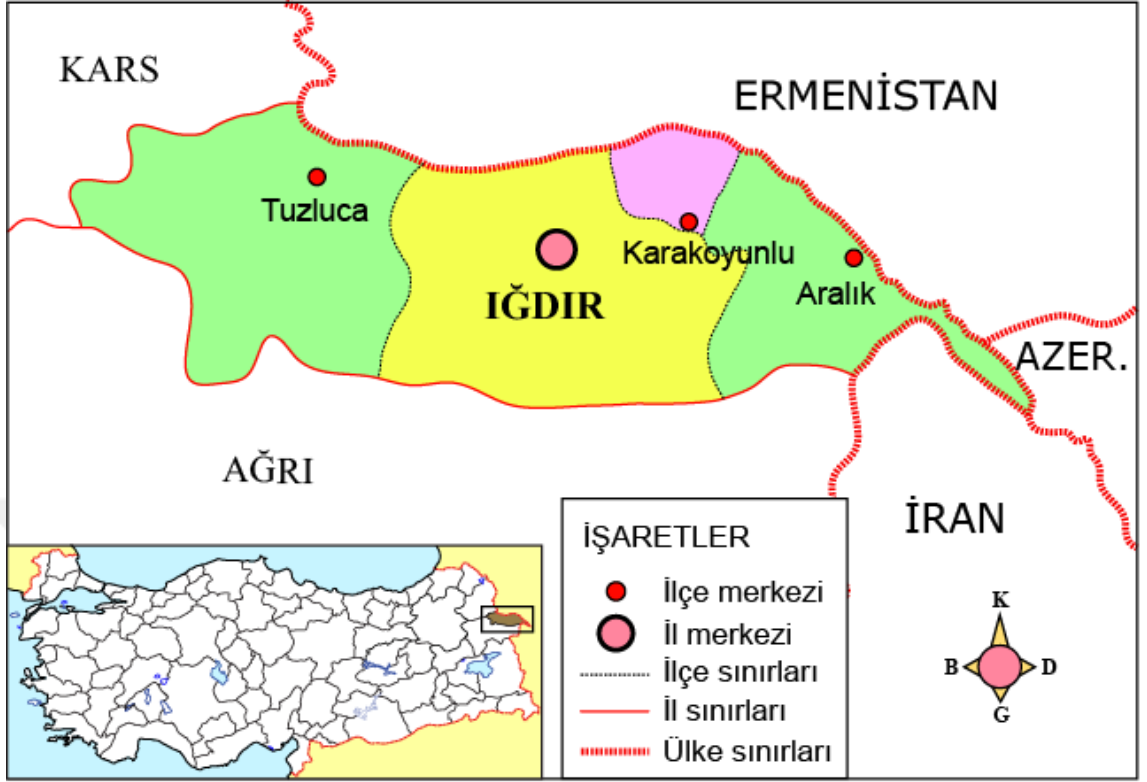 KARS
ERMENİSTAN
Tuzluca
Karakoyunlu
Aralık
IĞDIR
AZER.
AĞRI
İRAN
İŞARETLER
İlçe merkezi
İl merkezi
İlçe sınırları
İl sınırları
Ülke sınırları
K
B D
G